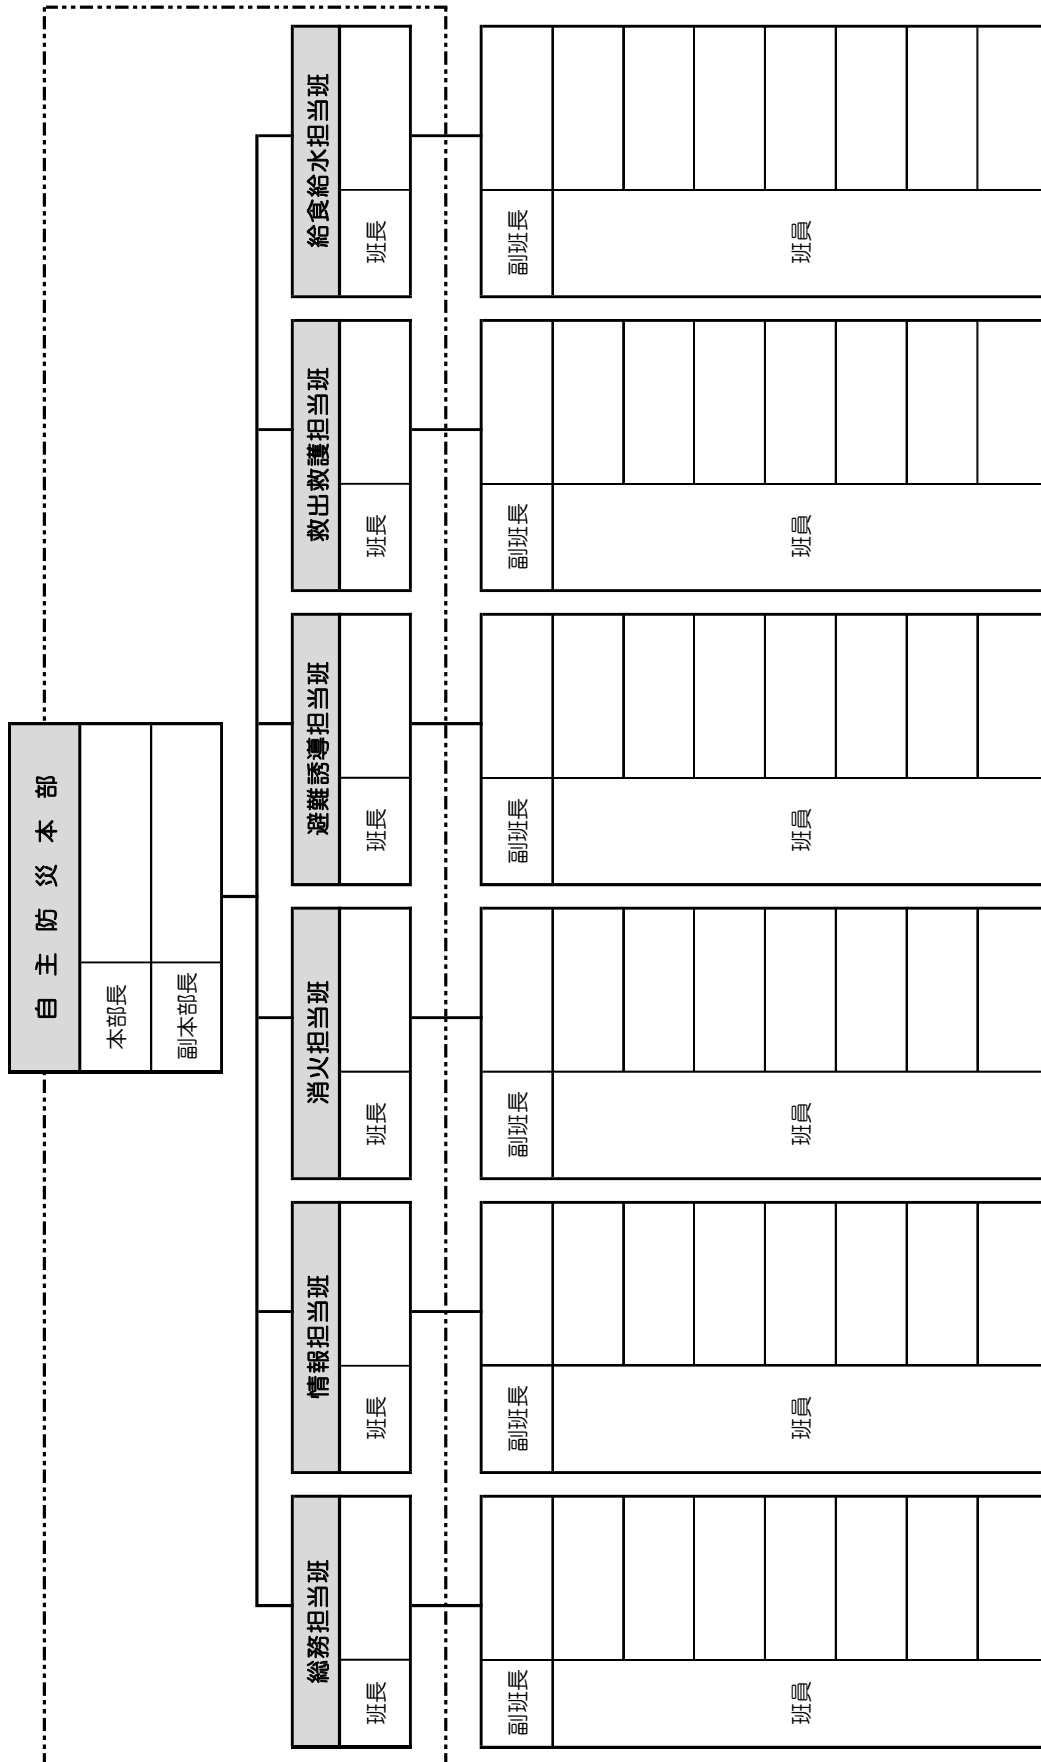 自主防災本部
本部長
副本部長
総務担当班
班長
副班長
班員
情報担当班
班長
副班長
班員
消火担当班
班長
副班長
班員
避難誘導担当班
班長
副班長
班員
救出救護担当班
班長
副班長
班員
給食給水担当班
班長
副班長
班員